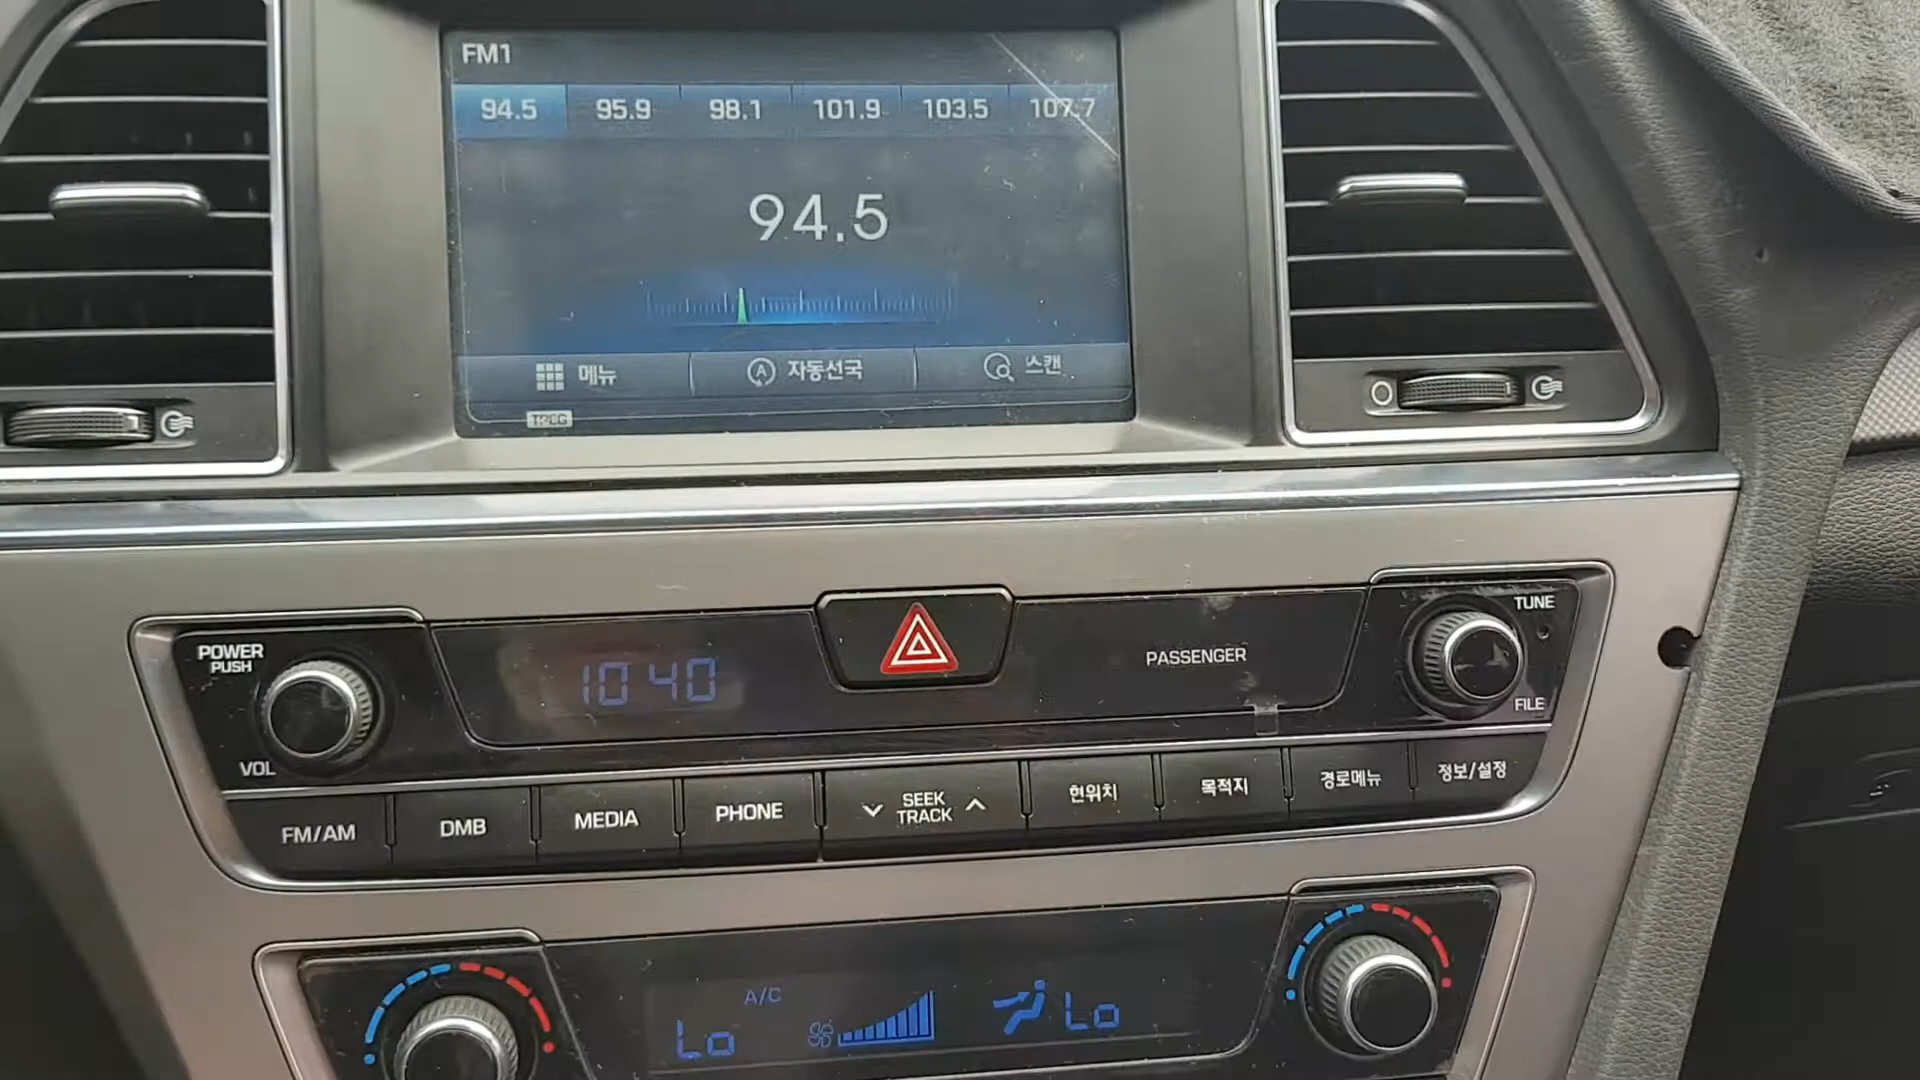 FM1
94.5 95.9 98.1 101.9 103.5 107.7
94.5
메뉴 자동선국 스캔
POWER
PUSH
VOL
10 40
PASSENGER
TUNE
FILE
FM/AM DMB MEDIA PHONE SEEK
TRACK
현위치 목적지 경로메뉴 정보/설정
A/C
Lo Lo